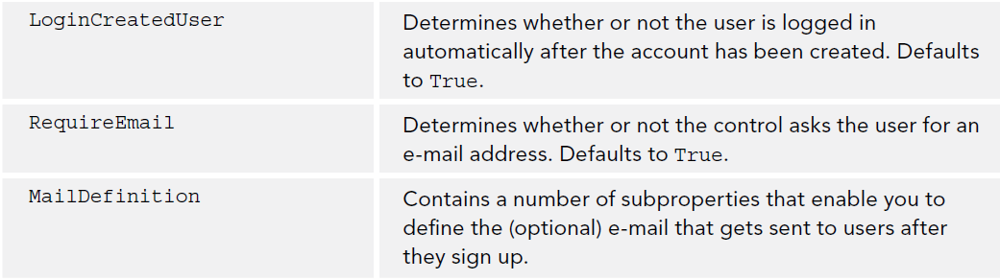 LoginCreatedUser
Determines whether or not the user is logged in
automatically after the account has been created. Defaults
to True.
RequireEmail
Determines whether or not the control asks the user for an
e-mail address. Defaults to True.
MailDefinition
Contains a number of subproperties that enable you to
define the (optional) e-mail that gets sent to users after
they sign up.